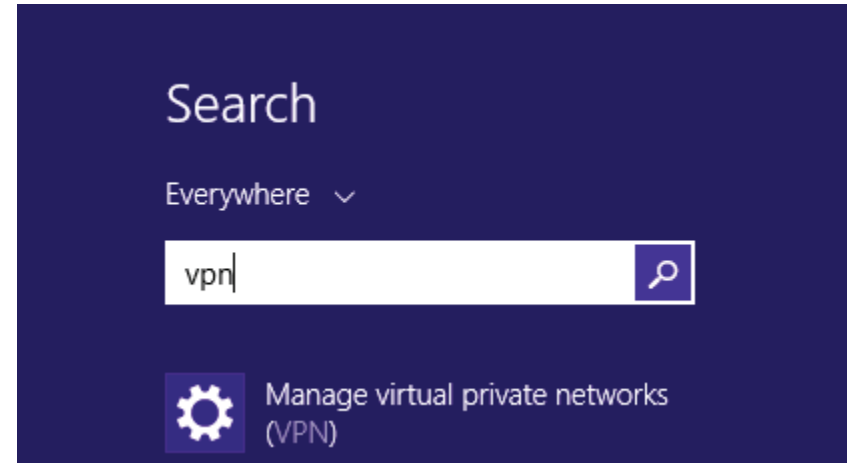 Search
Everywhere
vpn
Manage virtual private networks
(VPN)